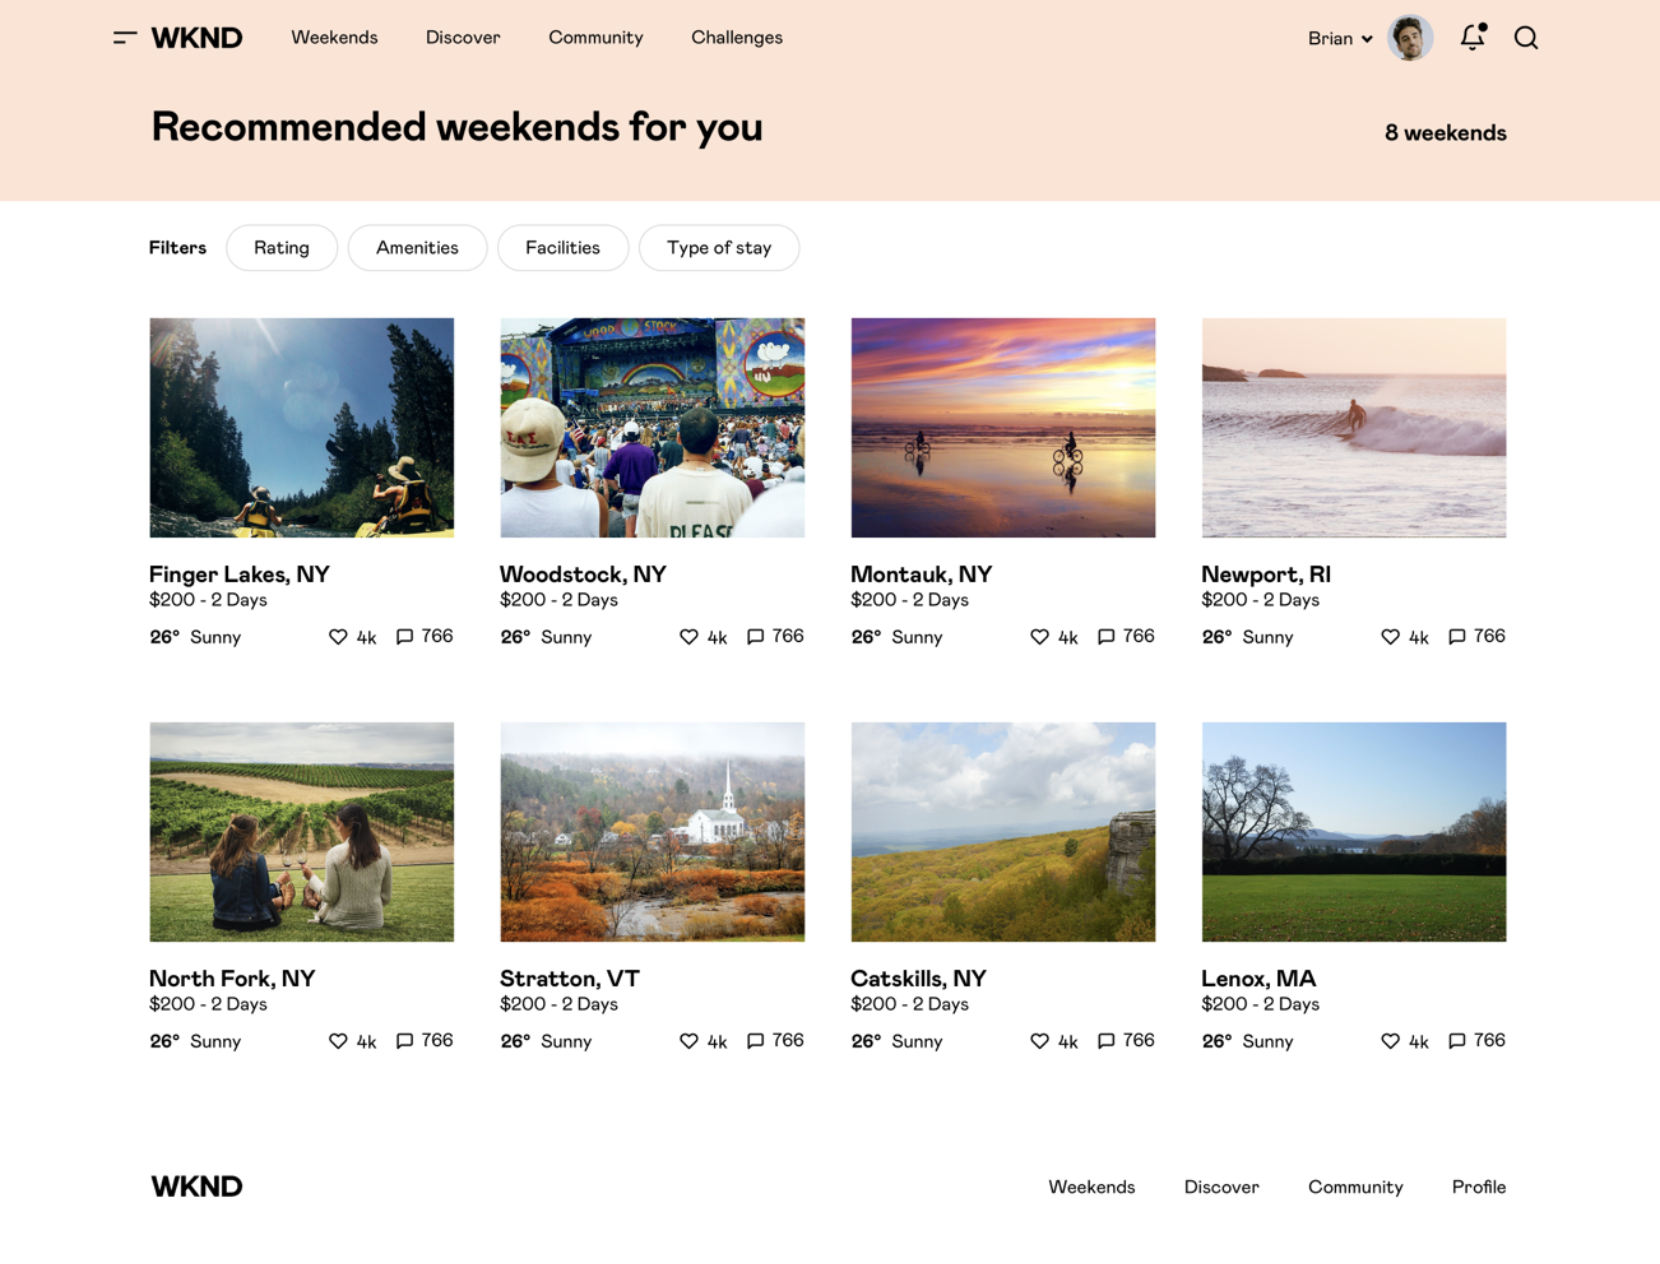 WKND Weekends Discover Community Challenges Brian
Recommended weekends for you
8 weekends
Filters Rating Amenities Facilities Type of stay
WOOD STOCK
PLEASE
Finger Lakes, NY
$200 - 2 Days
26° Sunny 4k 766
Woodstock, NY
$200 - 2 Days
26° Sunny 4k 766
Montauk, NY
$200 - 2 Days
26° Sunny 4k 766
Newport, RI
$200 - 2 Days
26° Sunny 4k 766
North Fork, NY
$200 - 2 Days
26° Sunny 4k 766
Stratton, VT
$200 - 2 Days
26° Sunny 4k 766
Catskills, NY
$200 - 2 Days
26° Sunny 4k 766
Lenox, MA
$200 - 2 Days
26° Sunny 4k 766
WKND Weekends Discover Community Profile